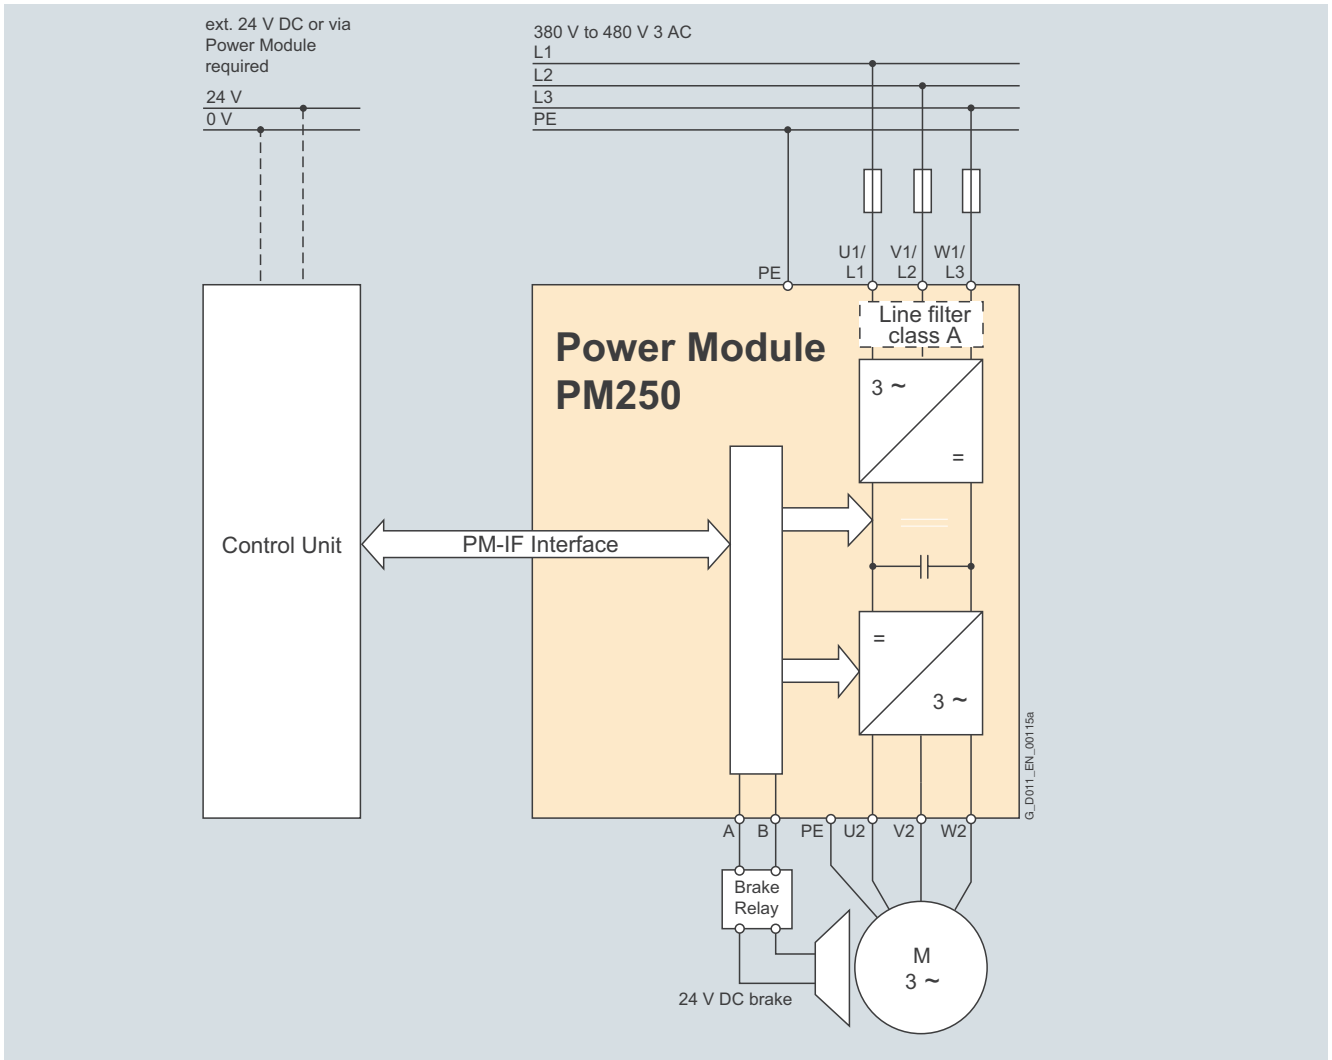 ext. 24 V DC or via
Power Module
required
24 V
0 V
380 V to 480 V 3 AC
L1
L2
L3
PE
PE
U1/
L1
V1/
L2
W1/
L3
Line filter
class A
Power Module
PM250
3 ~
=
Control Unit
PM-IF Interface
=
3 ~
G_D011_EN_00115a
A
B
PE
U2
V2
W2
Brake
Relay
M
3 ~
24 V DC brake